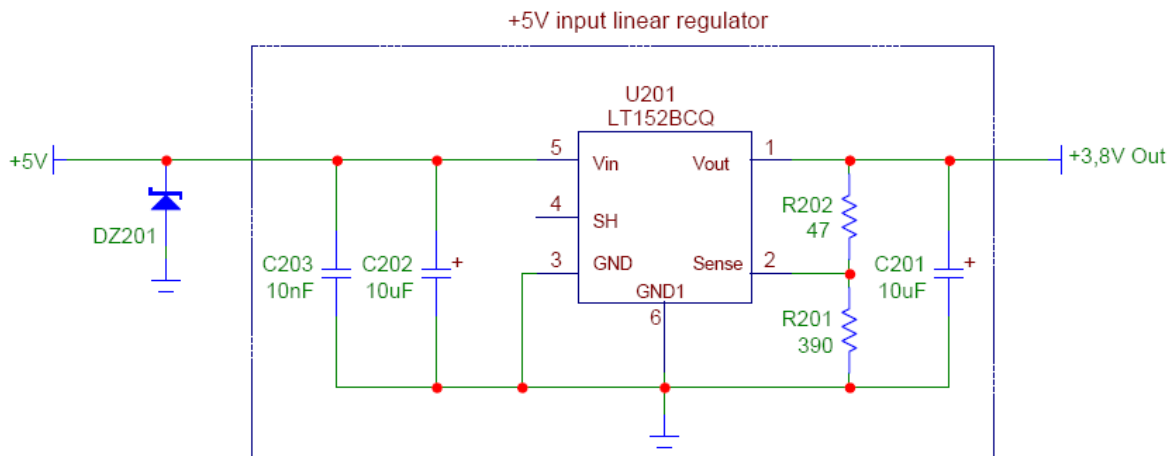 +5V input linear regulator
U201
LT152BCQ
+5V
5
Vin
Vout
1
+3,8V Out
4
SH
R202
47
DZ201
3
GND
Sense
2
C203
10nF
C202
10uF
+
GND1
6
R201
390
C201
10uF
+